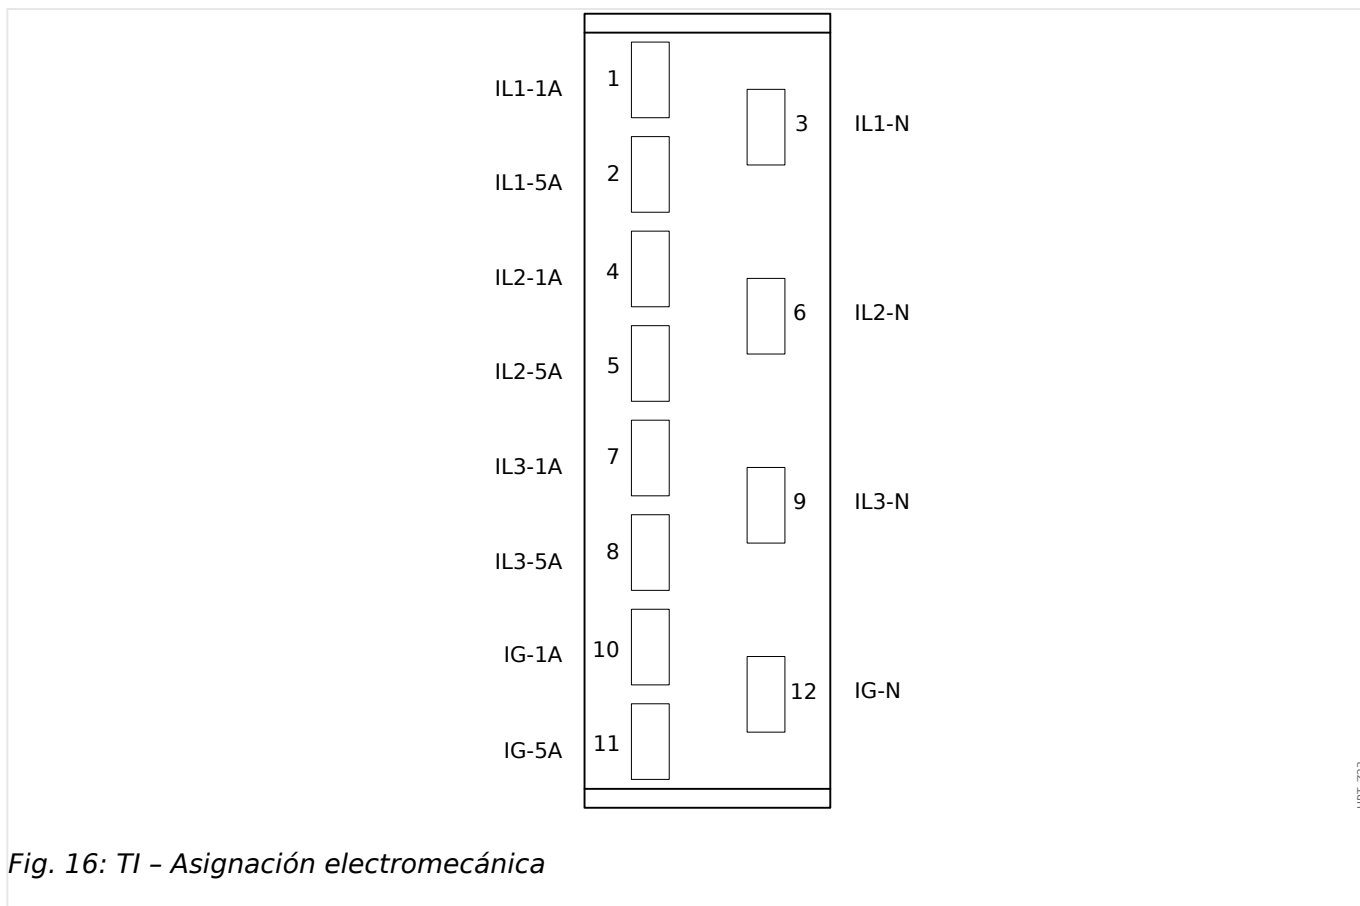 IL1-1A 1
3 IL1-N
IL1-5A 2
IL2-1A 4
6 IL2-N
IL2-5A 5
IL3-1A 7
9 IL3-N
IL3-5A 8
IG-1A 10
12 IG-N
IG-5A 11
Fig. 16: TI – Asignación electromecánica